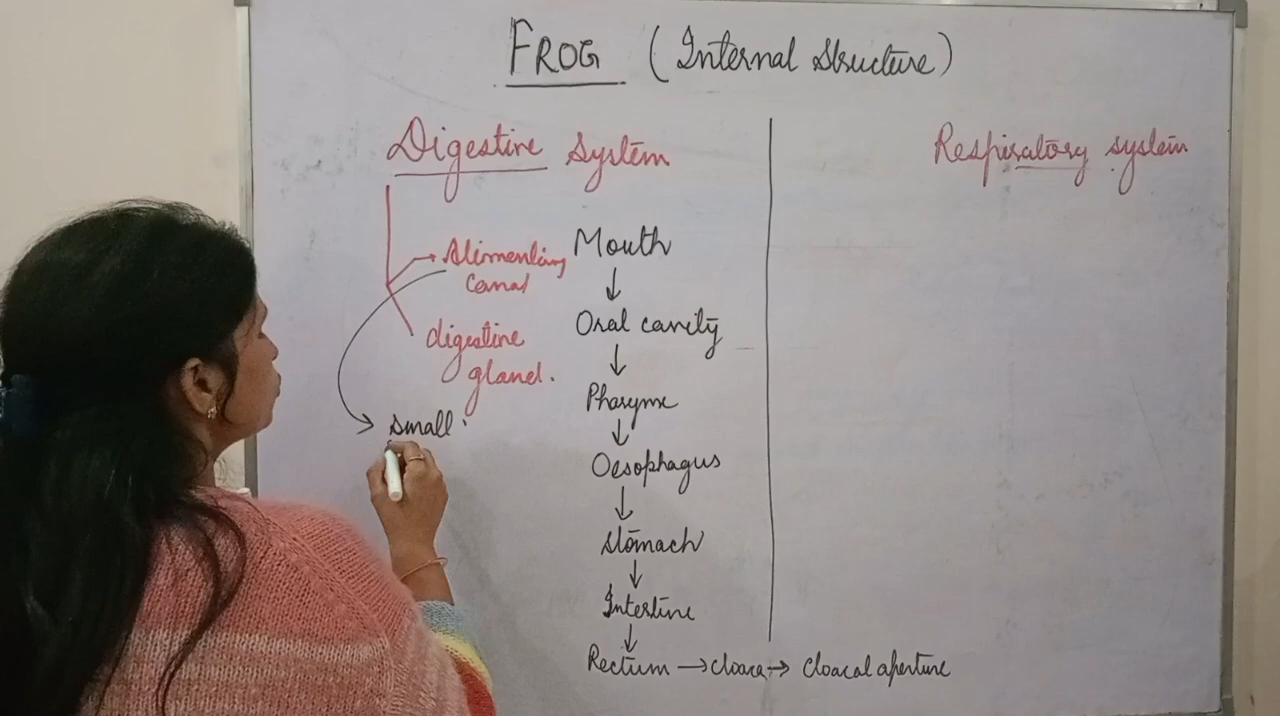 FROG (Internal Structure)
Digestive System
Alimentary
canal
digestive
gland.
small
Mouth
↓
Oral cavity
↓
Pharynx
↓
Oesophagus
↓
Stomach
↓
Intestine
↓
Rectum → cloaca → cloacal aperture
Respiratory system